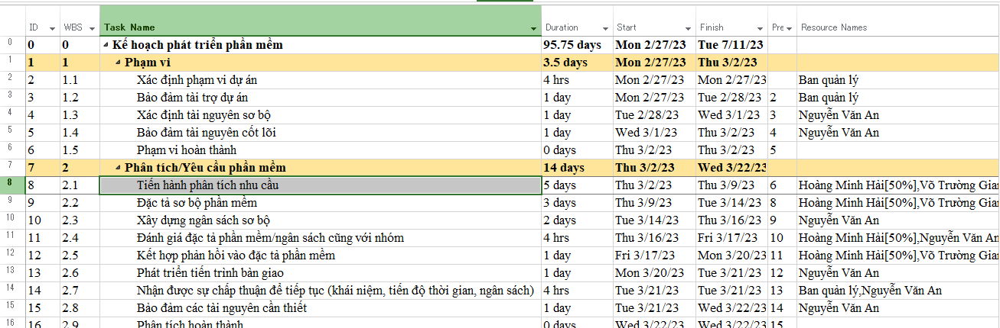 ID WBS Task Name Duration Start Finish Pre Resource Names
0 0 0 Kế hoạch phát triển phần mềm 95.75 days Mon 2/27/23 Tue 7/11/23
1 1 1 Phạm vi 3.5 days Mon 2/27/23 Thu 3/2/23
2 2 1.1 Xác định phạm vi dự án 4 hrs Mon 2/27/23 Mon 2/27/23 Ban quản lý
3 3 1.2 Bảo đảm tài trợ dự án 1 day Mon 2/27/23 Tue 2/28/23 2 Ban quản lý
4 4 1.3 Xác định tài nguyên sơ bộ 1 day Tue 2/28/23 Wed 3/1/23 3 Nguyễn Văn An
5 5 1.4 Bảo đảm tài nguyên cốt lõi 1 day Wed 3/1/23 Thu 3/2/23 4 Nguyễn Văn An
6 6 1.5 Phạm vi hoàn thành 0 days Thu 3/2/23 Thu 3/2/23 5
7 7 2 Phân tích/Yêu cầu phần mềm 14 days Thu 3/2/23 Wed 3/22/23
8 8 2.1 Tiến hành phân tích nhu cầu 5 days Thu 3/2/23 Thu 3/9/23 6 Hoàng Minh Hải[50%],Võ Trường Gian
9 9 2.2 Đặc tả sơ bộ phần mềm 3 days Thu 3/9/23 Tue 3/14/23 8 Hoàng Minh Hải[50%],Võ Trường Gian
10 10 2.3 Xây dựng ngân sách sơ bộ 2 days Tue 3/14/23 Thu 3/16/23 9 Nguyễn Văn An
11 11 2.4 Đánh giá đặc tả phần mềm/ngân sách cũng với nhóm 4 hrs Thu 3/16/23 Fri 3/17/23 10 Hoàng Minh Hải[50%],Nguyễn Văn An
12 12 2.5 Kết hợp phản hồi vào đặc tả phần mềm 1 day Fri 3/17/23 Mon 3/20/23 11 Hoàng Minh Hải[50%],Võ Trường Gian
13 13 2.6 Phát triển tiến trình bàn giao 1 day Mon 3/20/23 Tue 3/21/23 12 Nguyễn Văn An
14 14 2.7 Nhận được sự chấp thuận để tiếp tục (khái niệm, tiến độ thời gian, ngân sách) 4 hrs Tue 3/21/23 Tue 3/21/23 13 Ban quản lý,Nguyễn Văn An
15 15 2.8 Bảo đảm các tài nguyên cần thiết 1 day Tue 3/21/23 Wed 3/22/23 14 Nguyễn Văn An
16 16 2.9 Phân tích hoàn thành 0 days Wed 3/22/23 Wed 3/22/23 15